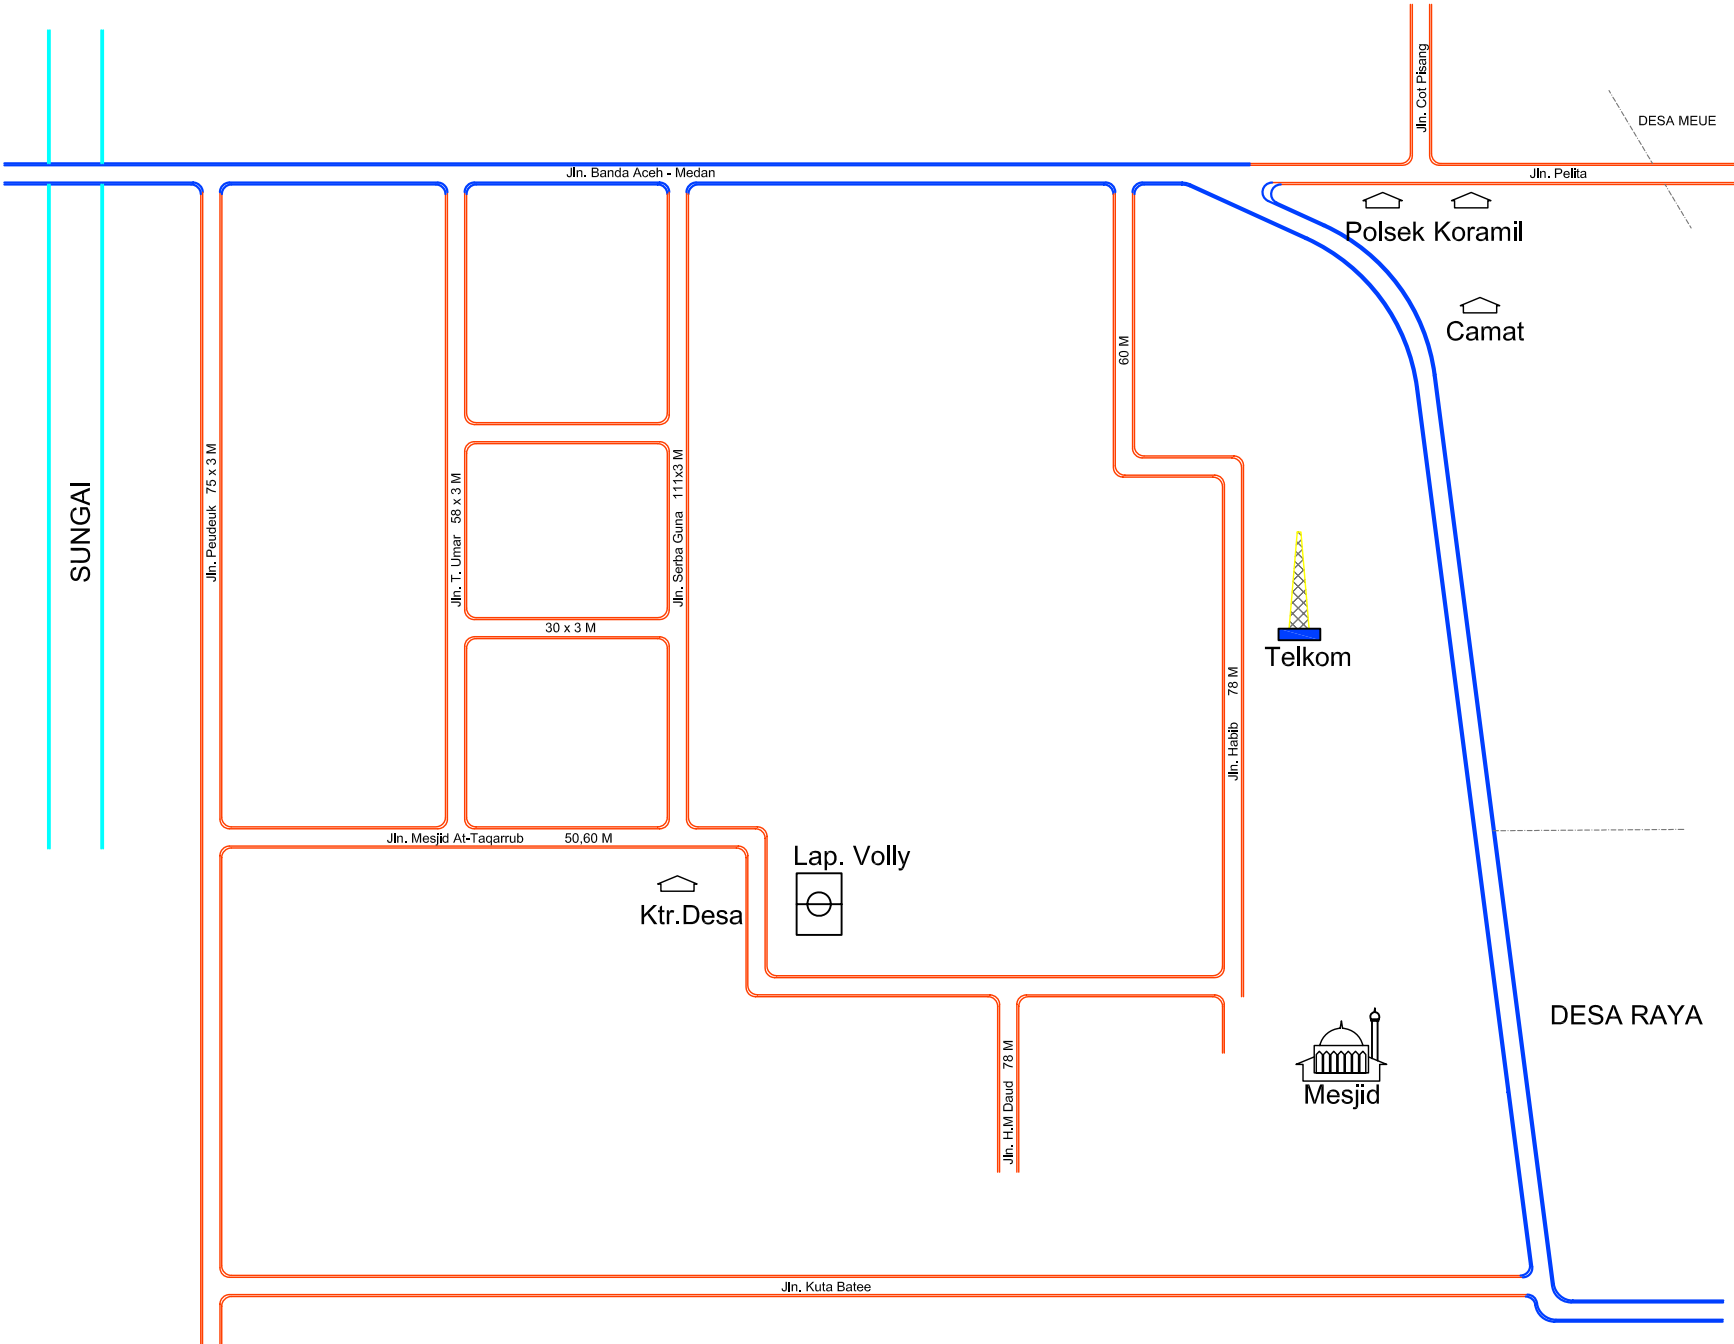 Jln. Cot Pisang
DESA MEUE
Jln. Banda Aceh - Medan
Jln. Pelita
Polsek Koramil
Camat
60 M
SUNGAI
Jln. Peudeuk 75 x 3 M
Jln. T. Umar 58 x 3 M
Jln. Serba Guna 111x3 M
30 x 3 M
Telkom
Jln. Habib 78 M
Jln. Mesjid At-Taqarrub 50,60 M
Lap. Volly
Ktr.Desa
DESA RAYA
Jln. H.M Daud 78 M
Mesjid
Jln. Kuta Batee